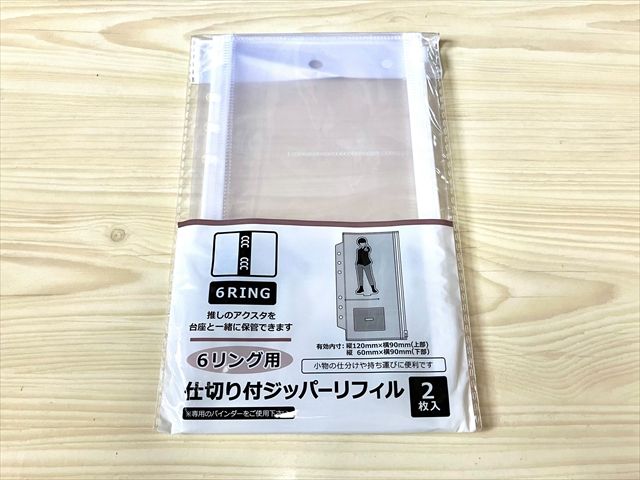 6RING
推しのアクスタを
台座と一緒に保管できます
有効内寸：縦120mm×横90mm(上部)
縦 60mm×横90mm(下部)
6リング用
小物の仕分けや持ち運びに便利です
仕切り付ジッパーリフィル
2
枚入
※専用のバインダーをご使用下さい